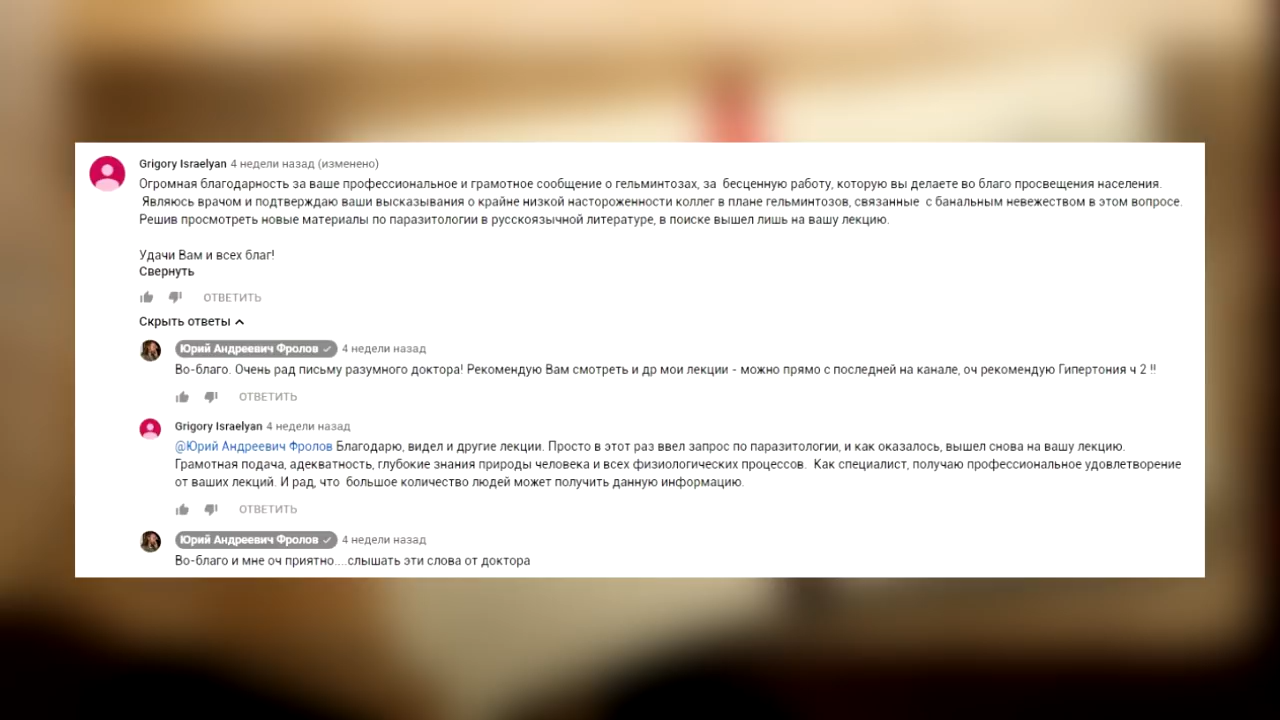 Grigory Israelyan 4 недели назад (изменено)
Огромная благодарность за ваше профессиональное и грамотное сообщение о гельминтозах, за бесценную работу, которую вы делаете во благо просвещения населения.
Являюсь врачом и подтверждаю ваши высказывания о крайне низкой настороженности коллег в плане гельминтозов, связанные с банальным невежеством в этом вопросе.
Решив просмотреть новые материалы по паразитологии в русскоязычной литературе, в поиске вышел лишь на вашу лекцию.
Удачи Вам и всех благ!
Свернуть
ОТВЕТИТЬ
Скрыть ответы
Юрий Андреевич Фролов 4 недели назад
Во-благо. Очень рад письму разумного доктора! Рекомендую Вам смотреть и др мои лекции - можно прямо с последней на канале, оч рекомендую Гипертония ч 2 !!
ОТВЕТИТЬ
Grigory Israelyan 4 недели назад
@Юрий Андреевич Фролов Благодарю, видел и другие лекции. Просто в этот раз ввел запрос по паразитологии, и как оказалось, вышел снова на вашу лекцию.
Грамотная подача, адекватность, глубокие знания природы человека и всех физиологических процессов. Как специалист, получаю профессиональное удовлетворение
от ваших лекций. И рад, что большое количество людей может получить данную информацию.
ОТВЕТИТЬ
Юрий Андреевич Фролов 4 недели назад
Во-благо и мне оч приятно....слышать эти слова от доктора